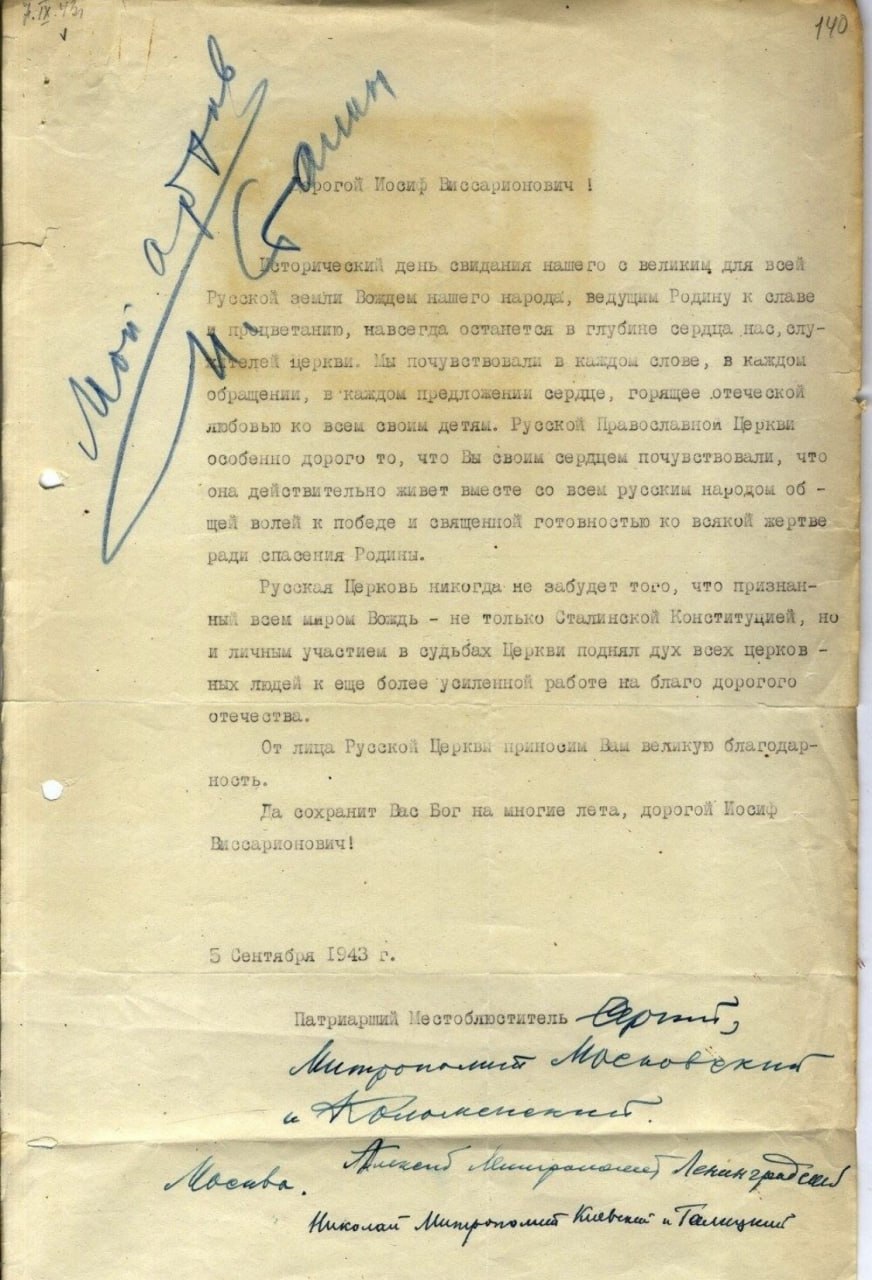 7.IX.43
140
Мой архив
И Сталин
Дорогой Иосиф Виссарионович !
Исторический день свидания нашего с великим для всей
Русской земли Вождем нашего народа, ведущим Родину к славе
и процветанию, навсегда останется в глубине сердца нас,слу-
жителей церкви. Мы почувствовали в каждом слове, в каждом
обращении, в каждом предложении сердце, горящее отеческой
любовью ко всем своим детям. Русской Православной Церкви
особенно дорого то, что Вы своим сердцем почувствовали, что
она действительно живет вместе со всем русским народом об -
щей волей к победе и священной готовностью ко всякой жертве
ради спасения Родины.
Русская Церковь никогда не забудет того, что признан-
ный всем миром Вождь - не только Сталинской Конституцией, но
и личным участием в судьбах Церкви поднял дух всех церков -
ных людей к еще более усиленной работе на благо дорогого
отечества.
От лица Русской Церкви приносим Вам великую благодар-
ность.
Да сохранит Вас Бог на многие лета, дорогой Иосиф
Виссарионович!
5 Сентября 1943 г.
Патриарший Местоблюститель Сергий,
Митрополит Московский
и Коломенский.
Алексий Митрополит Ленинградский
Москва.
Николай Митрополит Киевский и Галицкий